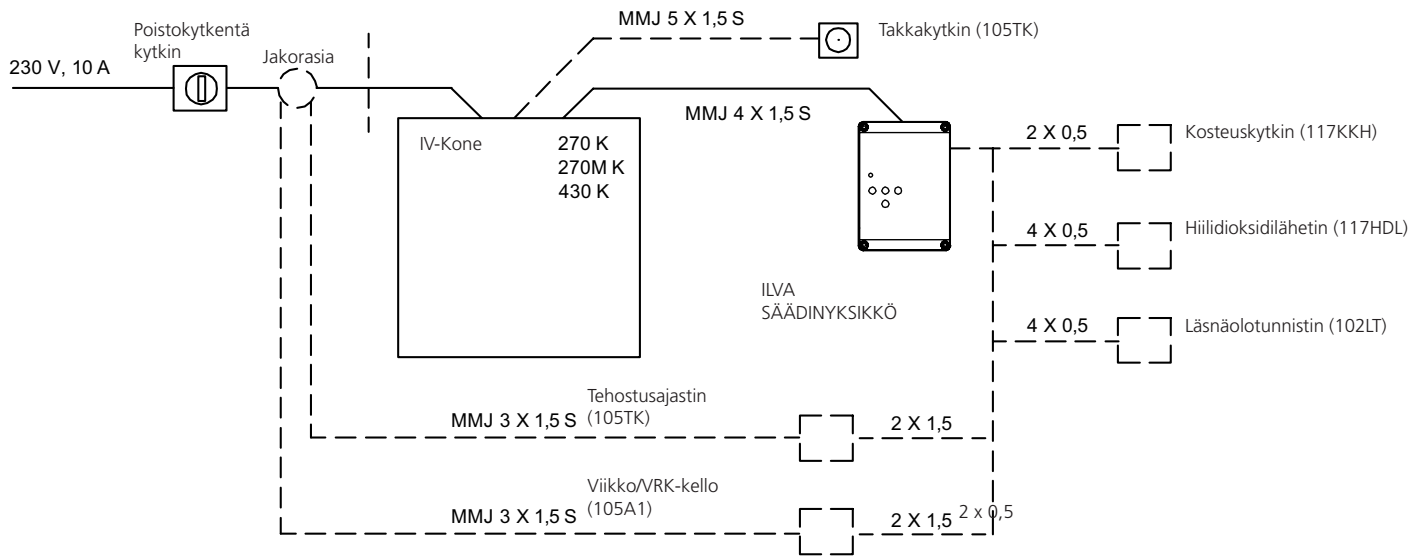 MMJ 5 X 1,5 S
Takkakytkin (105TK)
Poistokytkentä
kytkin
Jakorasia
230 V, 10 A
MMJ 4 X 1,5 S
IV-Kone
270 K
270M K
430 K
2 X 0,5
Kosteuskytkin (117KKH)
4 X 0,5
Hiilidioksidilähetin (117HDL)
ILVA
SÄÄDINYKSIKKÖ
4 X 0,5
Läsnäolotunnistin (102LT)
Tehostusajastin
(105TK)
MMJ 3 X 1,5 S
2 X 1,5
Viikko/VRK-kello
(105A1)
MMJ 3 X 1,5 S
2 X 1,5
2 x 0,5